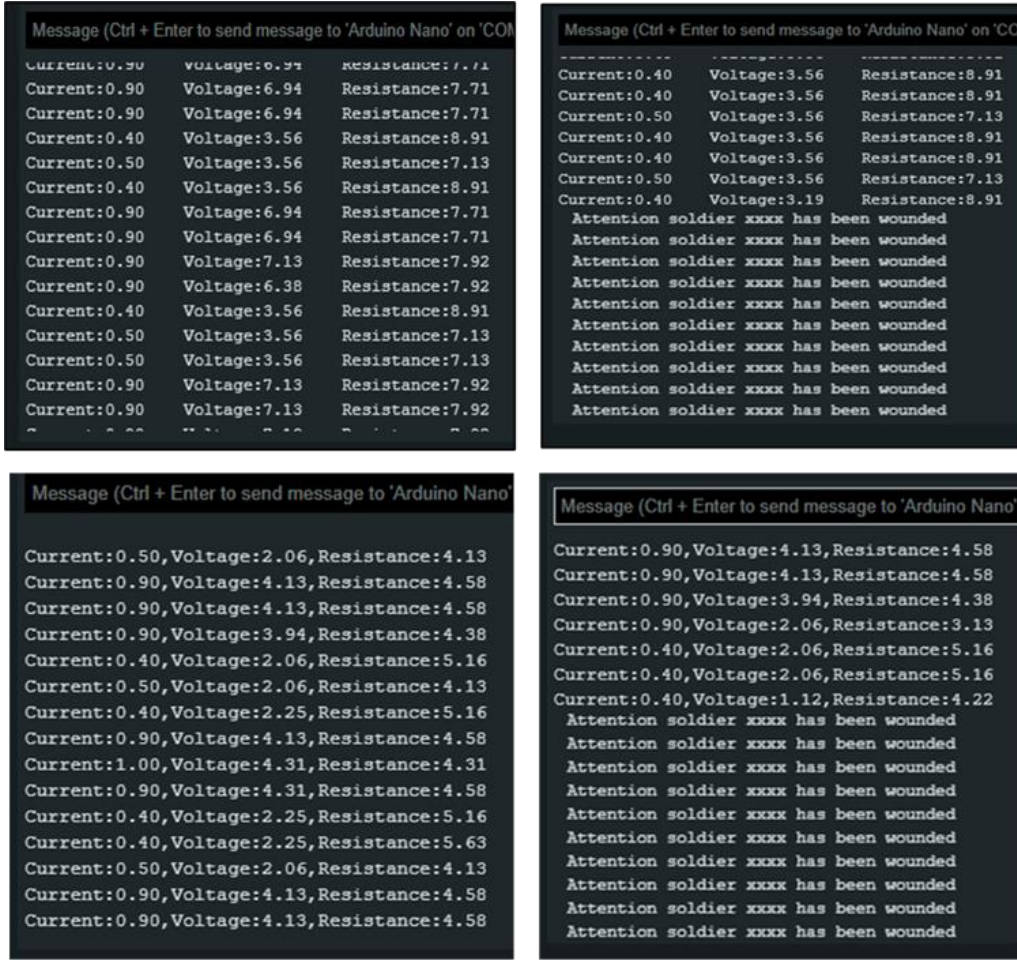 Message (Ctrl + Enter to send message to 'Arduino Nano' on 'COM
Current:0.90 Voltage:6.94 Resistance:7.71
Current:0.90 Voltage:6.94 Resistance:7.71
Current:0.90 Voltage:6.94 Resistance:7.71
Current:0.40 Voltage:3.56 Resistance:8.91
Current:0.50 Voltage:3.56 Resistance:7.13
Current:0.40 Voltage:3.56 Resistance:8.91
Current:0.90 Voltage:6.94 Resistance:7.71
Current:0.90 Voltage:6.94 Resistance:7.71
Current:0.90 Voltage:7.13 Resistance:7.92
Current:0.90 Voltage:6.38 Resistance:7.92
Current:0.40 Voltage:3.56 Resistance:8.91
Current:0.50 Voltage:3.56 Resistance:7.13
Current:0.50 Voltage:3.56 Resistance:7.13
Current:0.90 Voltage:7.13 Resistance:7.92
Current:0.90 Voltage:7.13 Resistance:7.92
Message (Ctrl + Enter to send message to 'Arduino Nano' on 'CO
Current:0.40 Voltage:3.56 Resistance:8.91
Current:0.40 Voltage:3.56 Resistance:8.91
Current:0.50 Voltage:3.56 Resistance:7.13
Current:0.40 Voltage:3.56 Resistance:8.91
Current:0.40 Voltage:3.56 Resistance:8.91
Current:0.50 Voltage:3.56 Resistance:7.13
Current:0.40 Voltage:3.19 Resistance:8.91
Attention soldier xxxx has been wounded
Attention soldier xxxx has been wounded
Attention soldier xxxx has been wounded
Attention soldier xxxx has been wounded
Attention soldier xxxx has been wounded
Attention soldier xxxx has been wounded
Attention soldier xxxx has been wounded
Attention soldier xxxx has been wounded
Attention soldier xxxx has been wounded
Attention soldier xxxx has been wounded
Message (Ctrl + Enter to send message to 'Arduino Nano'
Current:0.50,Voltage:2.06,Resistance:4.13
Current:0.90,Voltage:4.13,Resistance:4.58
Current:0.90,Voltage:4.13,Resistance:4.58
Current:0.90,Voltage:3.94,Resistance:4.38
Current:0.40,Voltage:2.06,Resistance:5.16
Current:0.50,Voltage:2.06,Resistance:4.13
Current:0.40,Voltage:2.25,Resistance:5.16
Current:0.90,Voltage:4.13,Resistance:4.58
Current:1.00,Voltage:4.31,Resistance:4.31
Current:0.90,Voltage:4.31,Resistance:4.58
Current:0.40,Voltage:2.25,Resistance:5.16
Current:0.40,Voltage:2.25,Resistance:5.63
Current:0.50,Voltage:2.06,Resistance:4.13
Current:0.90,Voltage:4.13,Resistance:4.58
Current:0.90,Voltage:4.13,Resistance:4.58
Message (Ctrl + Enter to send message to 'Arduino Nano'
Current:0.90,Voltage:4.13,Resistance:4.58
Current:0.90,Voltage:4.13,Resistance:4.58
Current:0.90,Voltage:3.94,Resistance:4.38
Current:0.90,Voltage:2.06,Resistance:3.13
Current:0.40,Voltage:2.06,Resistance:5.16
Current:0.40,Voltage:2.06,Resistance:5.16
Current:0.40,Voltage:1.12,Resistance:4.22
Attention soldier xxxx has been wounded
Attention soldier xxxx has been wounded
Attention soldier xxxx has been wounded
Attention soldier xxxx has been wounded
Attention soldier xxxx has been wounded
Attention soldier xxxx has been wounded
Attention soldier xxxx has been wounded
Attention soldier xxxx has been wounded
Attention soldier xxxx has been wounded
Attention soldier xxxx has been wounded